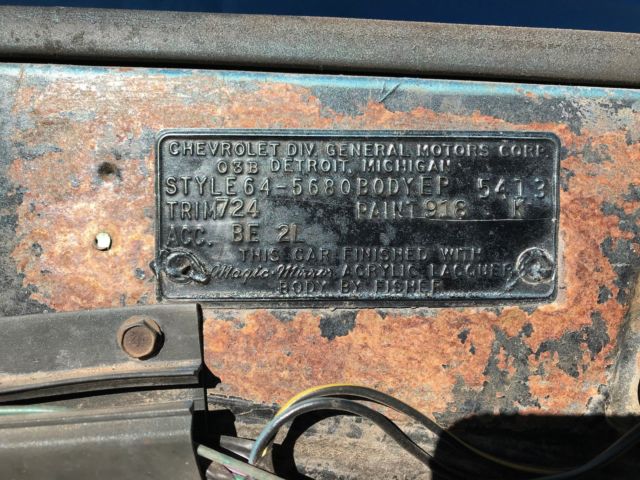 CHEVROLET DIV. GENERAL MOTORS CORP.
03B DETROIT, MICHIGAN
STYLE 64-5680 BODY EP 5413
TRIM 724 PAINT 918 K
ACC. BE 2L
THIS CAR FINISHED WITH
Magic-Mirror ACRYLIC LACQUER
BODY BY FISHER